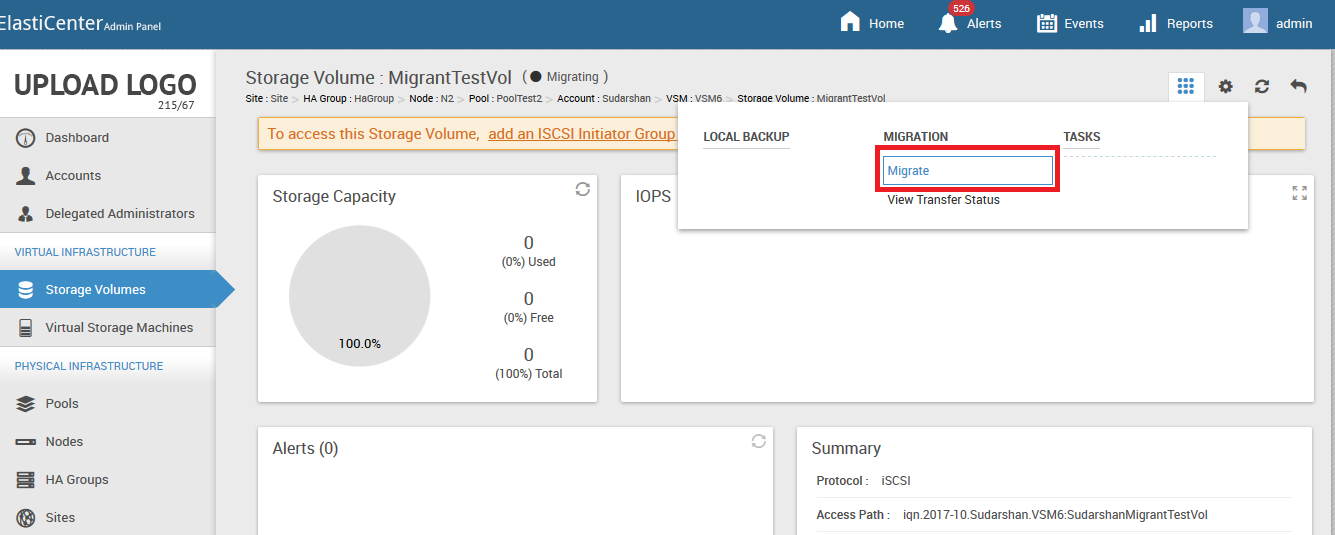 ElastiCenter Admin Panel
Home
526
Alerts
Events
Reports
admin
UPLOAD LOGO
215/67
Dashboard
Accounts
Delegated Administrators
VIRTUAL INFRASTRUCTURE
Storage Volumes
Virtual Storage Machines
PHYSICAL INFRASTRUCTURE
Pools
Nodes
HA Groups
Sites
Storage Volume : MigrantTestVol ( Migrating )
Site : Site > HA Group : HaGroup > Node : N2 > Pool : PoolTest2 > Account : Sudarshan > VSM : VSM6 > Storage Volume : MigrantTestVol
To access this Storage Volume, add an ISCSI Initiator Group
LOCAL BACKUP
MIGRATION
Migrate
View Transfer Status
TASKS
Storage Capacity
100.0%
0
(0%) Used
0
(0%) Free
0
(100%) Total
IOPS
Alerts (0)
Summary
Protocol : iSCSI
Access Path : iqn.2017-10.Sudarshan.VSM6:SudarshanMigrantTestVol